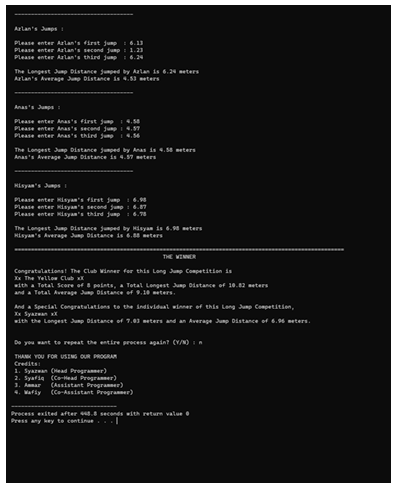 ------------------------------------
Azlan's Jumps :
Please enter Azlan's first jump  : 6.13
Please enter Azlan's second jump : 1.23
Please enter Azlan's third jump  : 6.24
The Longest Jump Distance jumped by Azlan is 6.24 meters
Azlan's Average Jump Distance is 4.53 meters
------------------------------------
Anas's Jumps :
Please enter Anas's first jump  : 4.58
Please enter Anas's second jump : 4.57
Please enter Anas's third jump  : 4.56
The Longest Jump Distance jumped by Anas is 4.58 meters
Anas's Average Jump Distance is 4.57 meters
------------------------------------
Hisyam's Jumps :
Please enter Hisyam's first jump  : 6.98
Please enter Hisyam's second jump : 6.87
Please enter Hisyam's third jump  : 6.78
The Longest Jump Distance jumped by Hisyam is 6.98 meters
Hisyam's Average Jump Distance is 6.88 meters
====================================================================================================
THE WINNER
Congratulations! The Club Winner for this Long Jump Competition is
Xx The Yellow Club xX
with a Total Score of 8 points, a Total Longest Jump Distance of 10.82 meters
and a Total Average Jump Distance of 9.10 meters.
And a Special Congratulations to the individual winner of this Long Jump Competition,
Xx Syazwan xX
with the Longest Jump Distance of 7.03 meters and an Average Jump Distance of 6.96 meters.
Do you want to repeat the entire process again? (Y/N) : n
THANK YOU FOR USING OUR PROGRAM
Credits:
1. Syazwan (Head Programmer)
2. Syafiq  (Co-Head Programmer)
3. Ammar   (Assistant Programmer)
4. Wafiy   (Co-Assistant Programmer)
--------------------------------
Process exited after 448.8 seconds with return value 0
Press any key to continue . . .